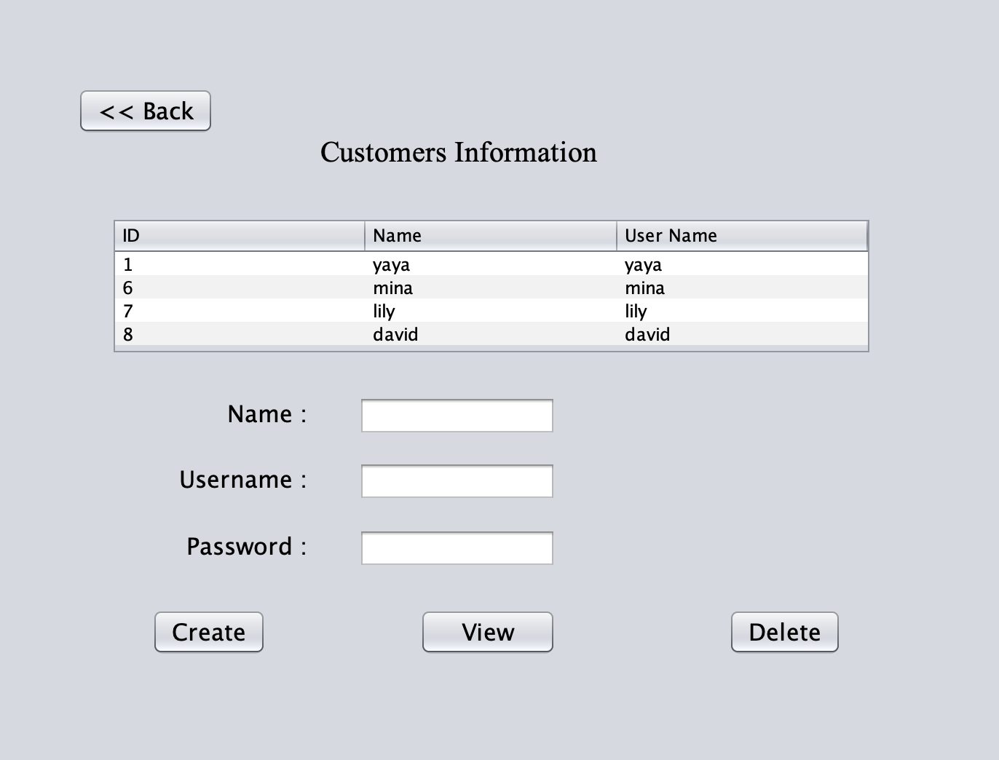 << Back
Customers Information
ID Name User Name
1 yaya yaya
6 mina mina
7 lily lily
8 david david
Name :
Username :
Password :
Create View Delete